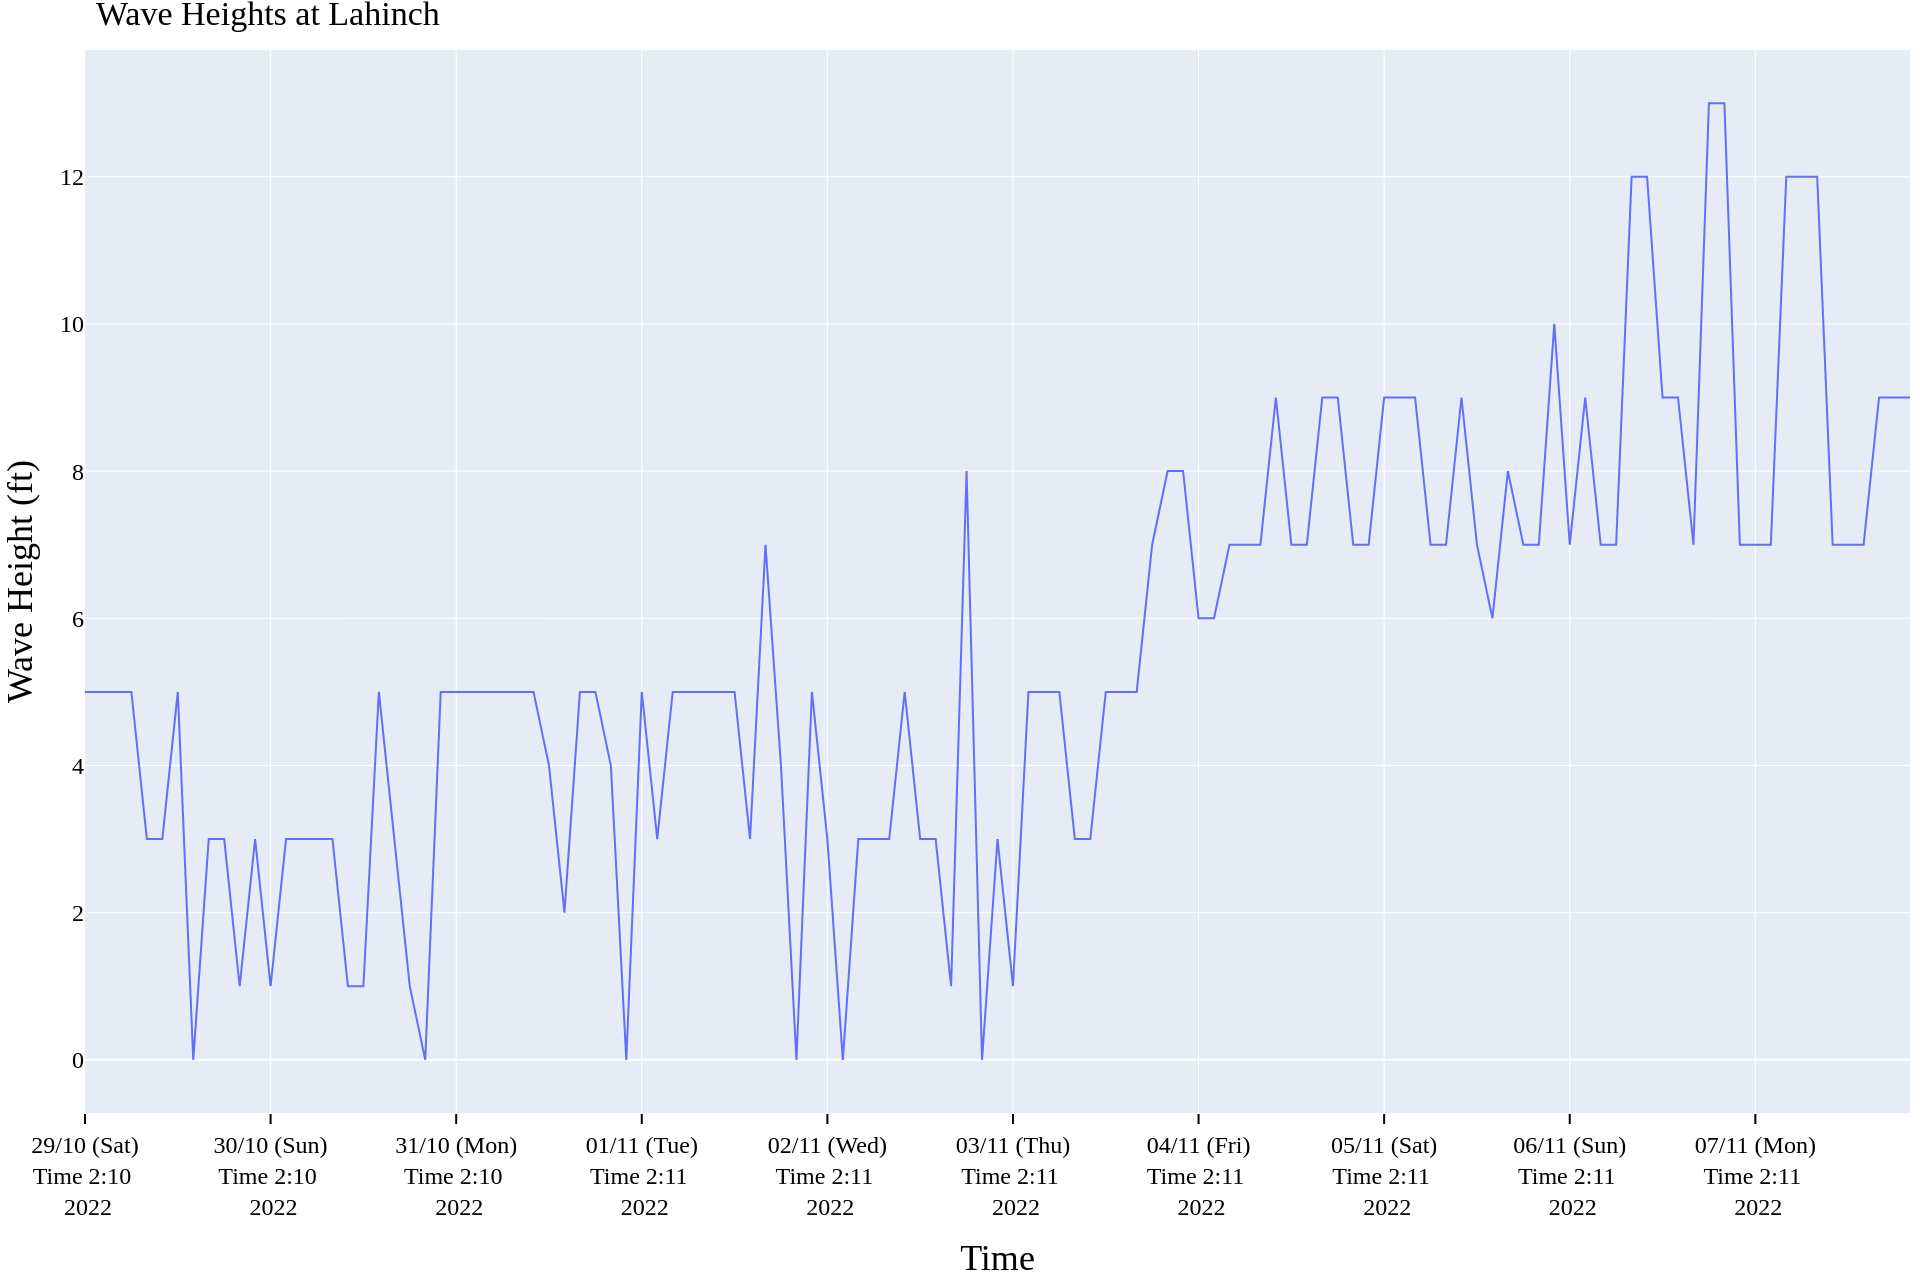 Wave Heights at Lahinch
Wave Height (ft)
12
10
8
6
4
2
0
29/10 (Sat)
Time 2:10
2022
30/10 (Sun)
Time 2:10
2022
31/10 (Mon)
Time 2:10
2022
01/11 (Tue)
Time 2:11
2022
02/11 (Wed)
Time 2:11
2022
03/11 (Thu)
Time 2:11
2022
04/11 (Fri)
Time 2:11
2022
05/11 (Sat)
Time 2:11
2022
06/11 (Sun)
Time 2:11
2022
07/11 (Mon)
Time 2:11
2022
Time